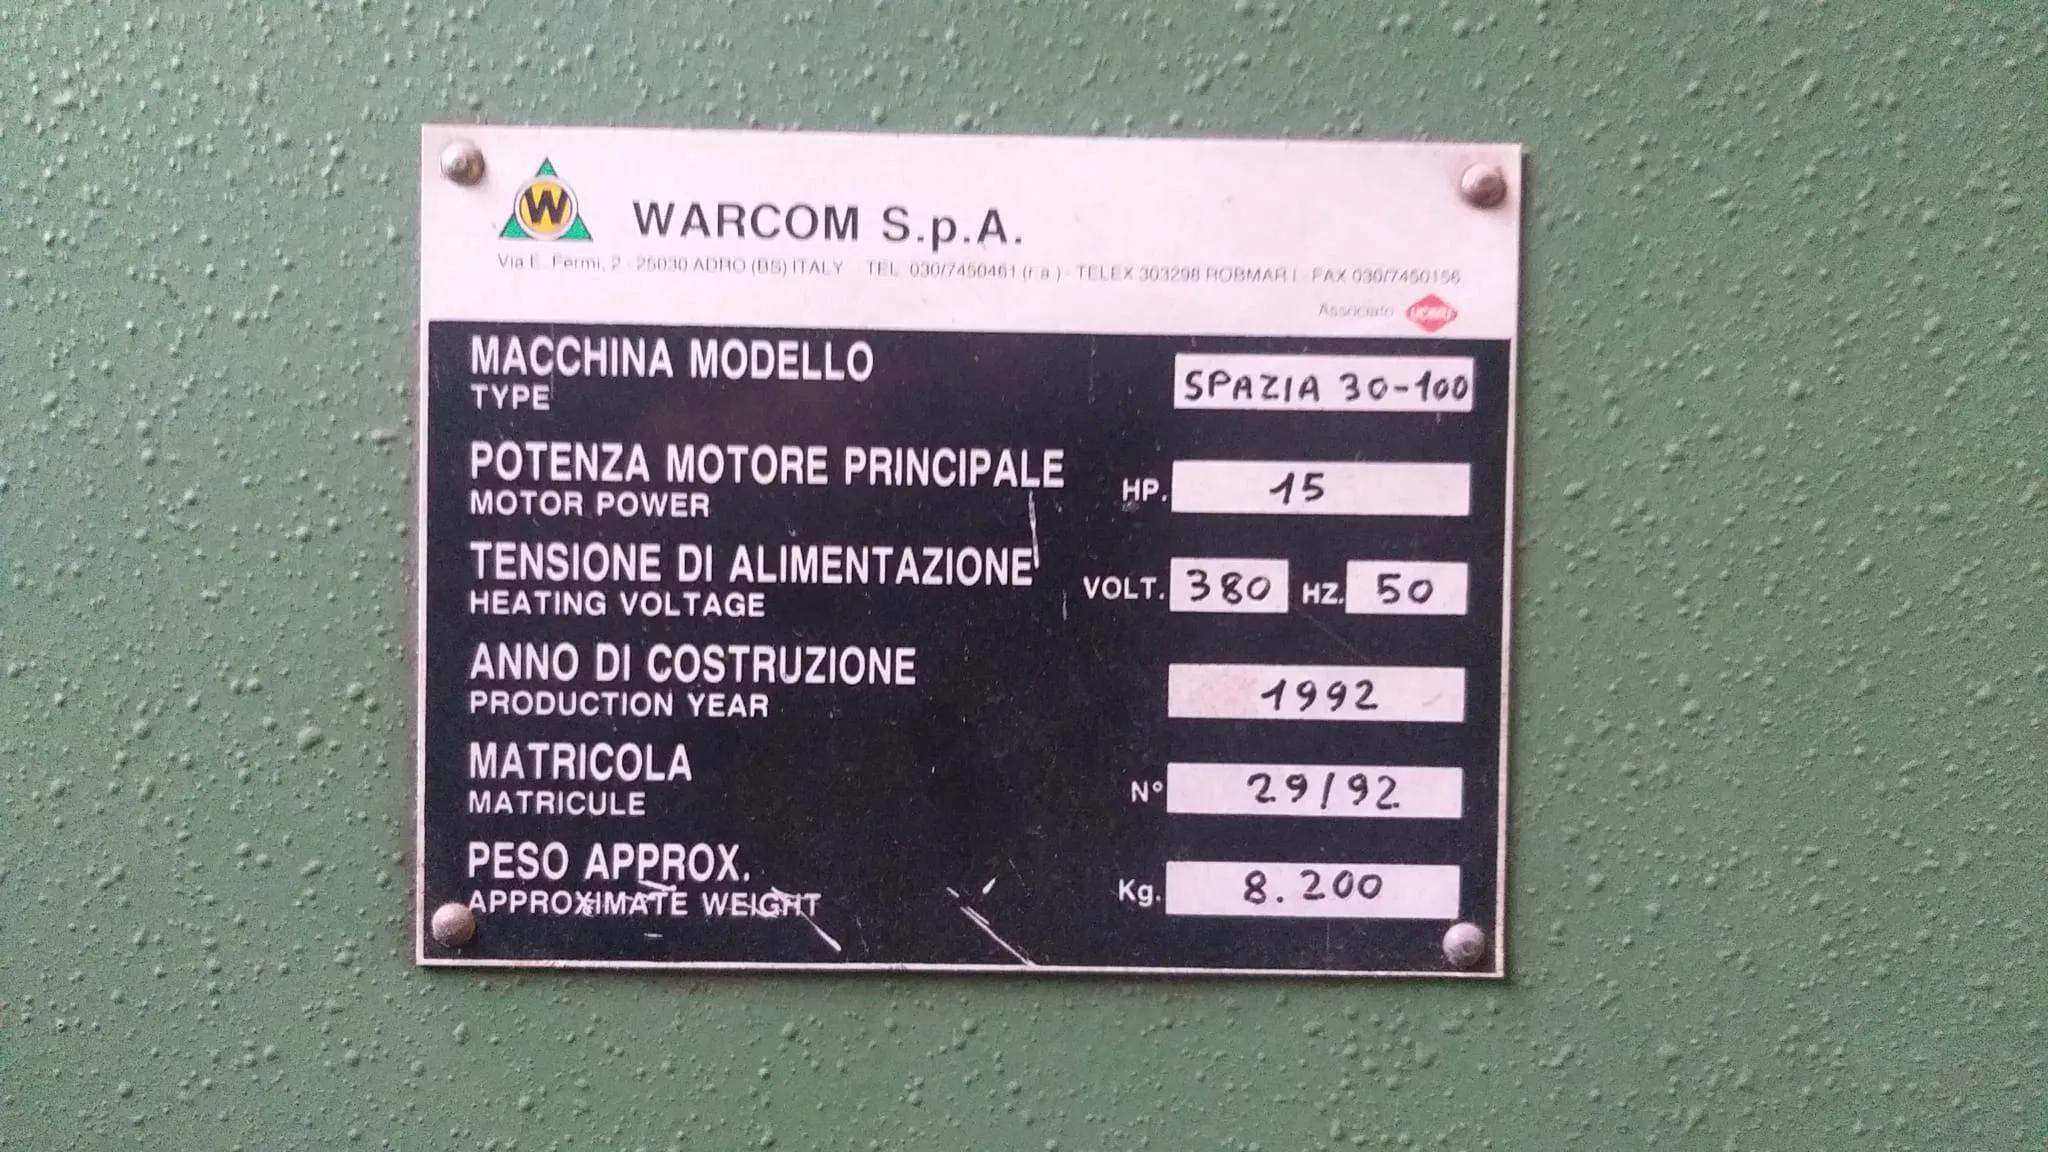 W
WARCOM S.p.A.
Via E. Fermi, 2 - 25030 ADRO (BS) ITALY TEL 030/7450461 (r.a.) - TELEX 303298 ROBMAR I - FAX 030/7450156
Associato UCIMU
MACCHINA MODELLO
TYPE
SPAZIA 30-100
POTENZA MOTORE PRINCIPALE
MOTOR POWER
HP. 15
TENSIONE DI ALIMENTAZIONE
HEATING VOLTAGE
VOLT. 380 HZ. 50
ANNO DI COSTRUZIONE
PRODUCTION YEAR
1992
MATRICOLA
MATRICULE
N° 29/92
PESO APPROX.
APPROXIMATE WEIGHT
Kg. 8.200